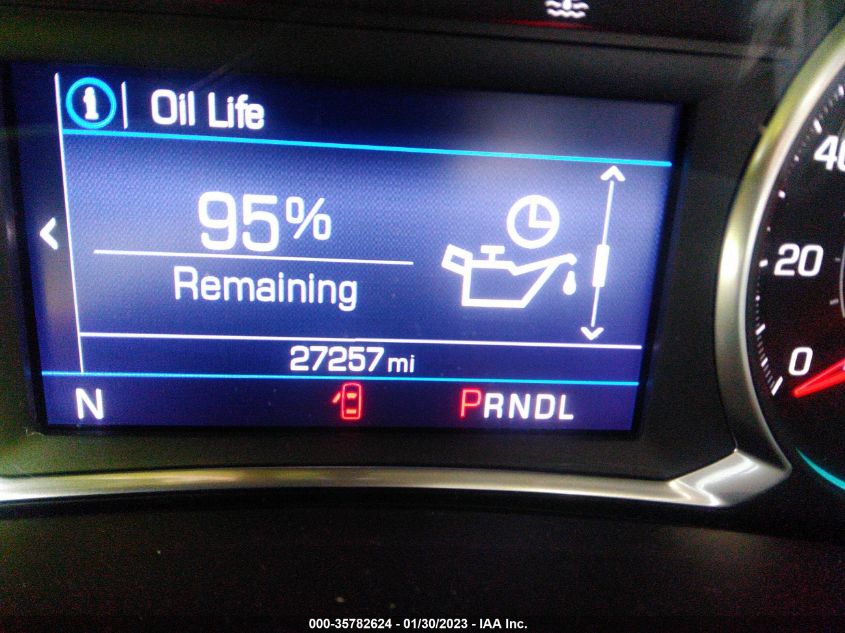 Oil Life
95%
Remaining
27257 mi
N PRNDL
40
20
0
000-35782624 - 01/30/2023 - IAA Inc.